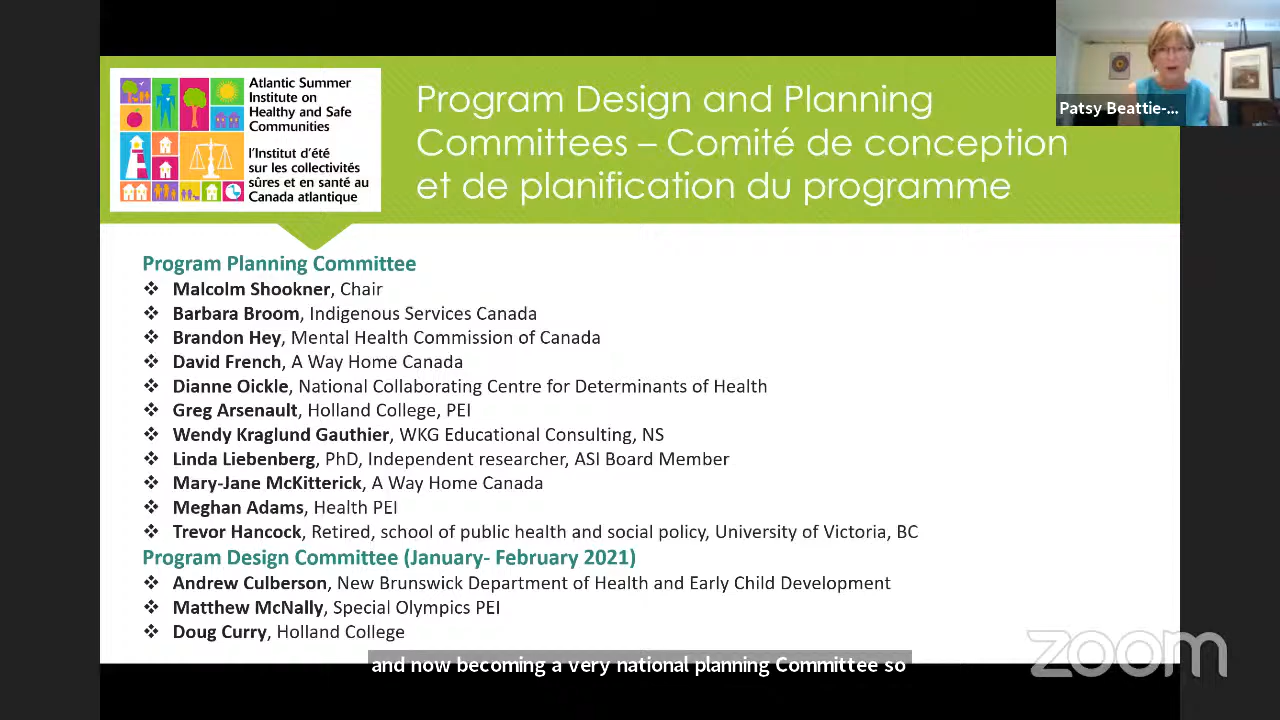 Atlantic Summer
Institute on
Healthy and Safe
Communities
l'Institut d'été
sur les collectivités
sûres et en santé au
Canada atlantique
Program Design and Planning
Committees – Comité de conception
et de planification du programme
Patsy Beattie-...
Program Planning Committee
❖ Malcolm Shookner, Chair
❖ Barbara Broom, Indigenous Services Canada
❖ Brandon Hey, Mental Health Commission of Canada
❖ David French, A Way Home Canada
❖ Dianne Oickle, National Collaborating Centre for Determinants of Health
❖ Greg Arsenault, Holland College, PEI
❖ Wendy Kraglund Gauthier, WKG Educational Consulting, NS
❖ Linda Liebenberg, PhD, Independent researcher, ASI Board Member
❖ Mary-Jane McKitterick, A Way Home Canada
❖ Meghan Adams, Health PEI
❖ Trevor Hancock, Retired, school of public health and social policy, University of Victoria, BC
Program Design Committee (January- February 2021)
❖ Andrew Culberson, New Brunswick Department of Health and Early Child Development
❖ Matthew McNally, Special Olympics PEI
❖ Doug Curry, Holland College
and now becoming a very national planning Committee so
zoom